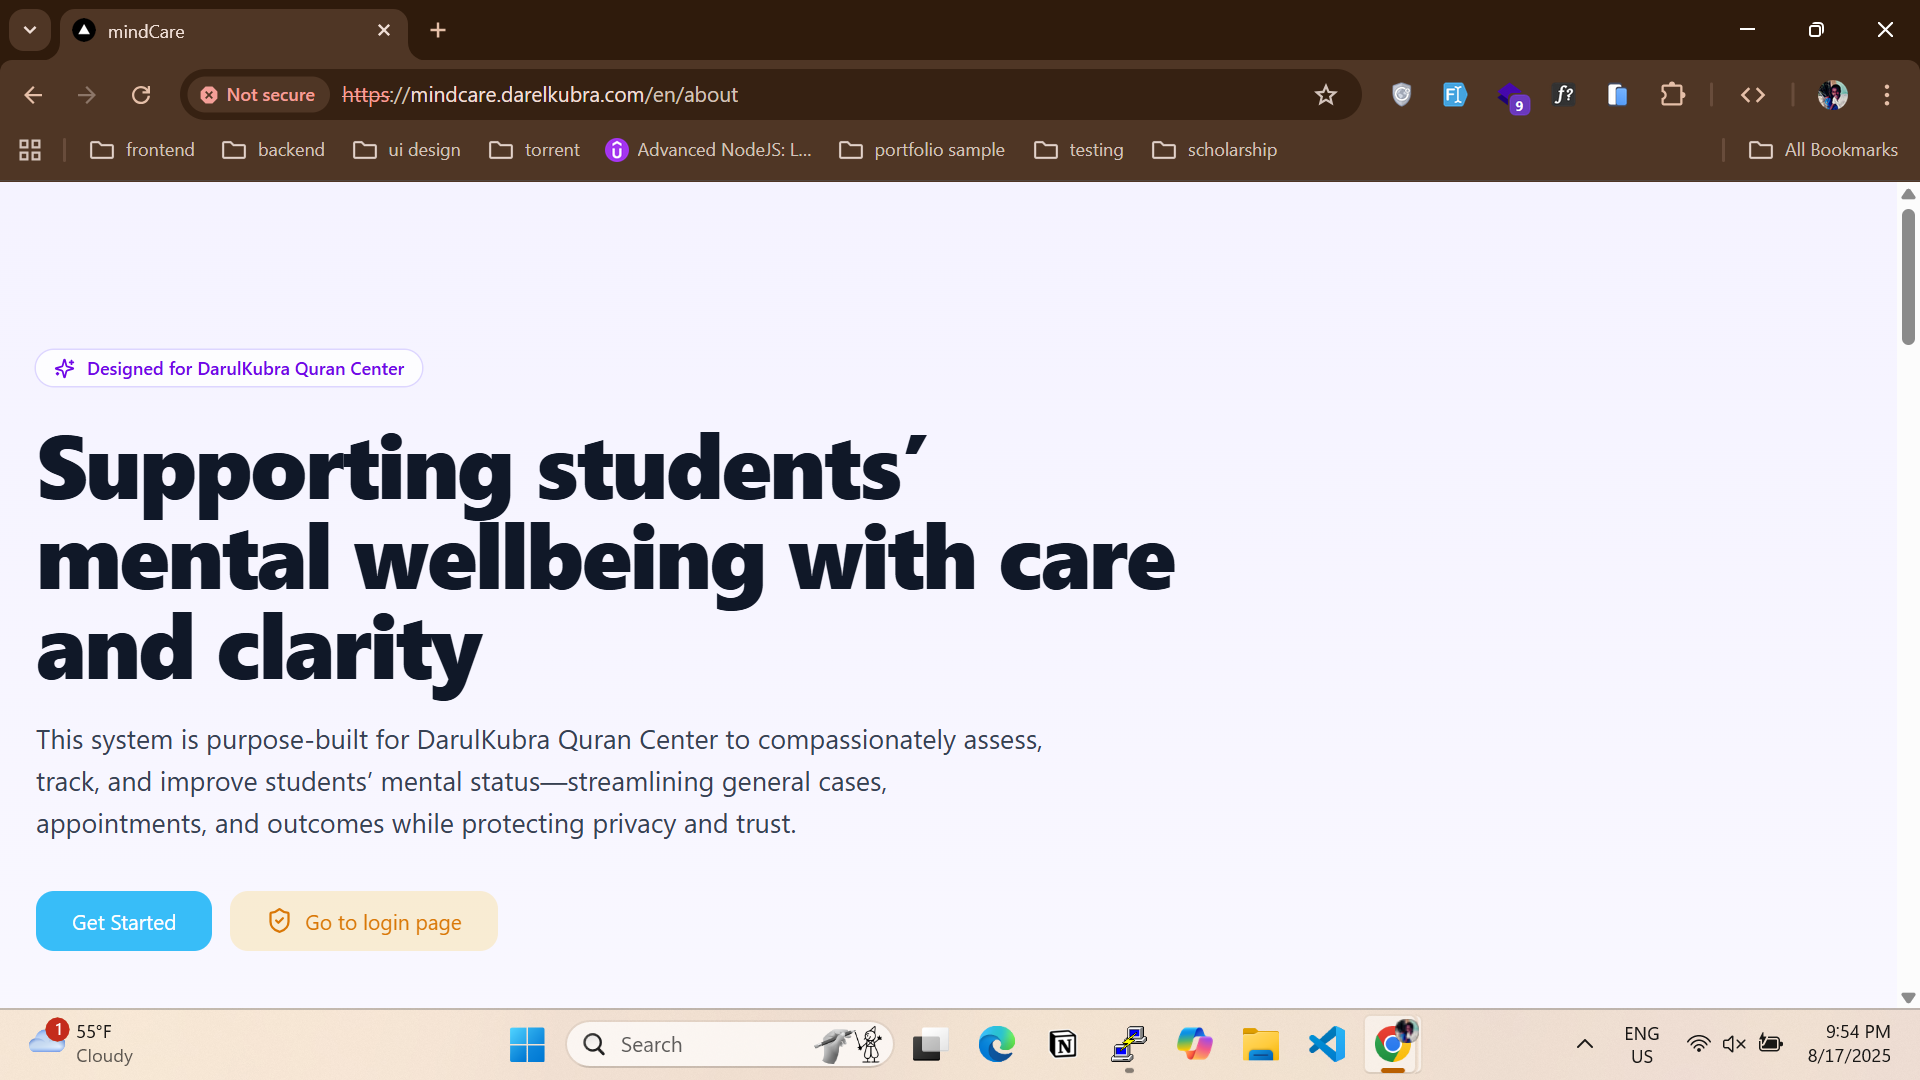 mindCare
Not secure
https://mindcare.darelkubra.com/en/about
9
f?
frontend
backend
ui design
torrent
Advanced NodeJS: L...
portfolio sample
testing
scholarship
All Bookmarks
Designed for DarulKubra Quran Center
Supporting students’
mental wellbeing with care
and clarity
This system is purpose-built for DarulKubra Quran Center to compassionately assess,
track, and improve students’ mental status—streamlining general cases,
appointments, and outcomes while protecting privacy and trust.
Get Started
Go to login page
1
55°F
Cloudy
Search
ENG
US
9:54 PM
8/17/2025